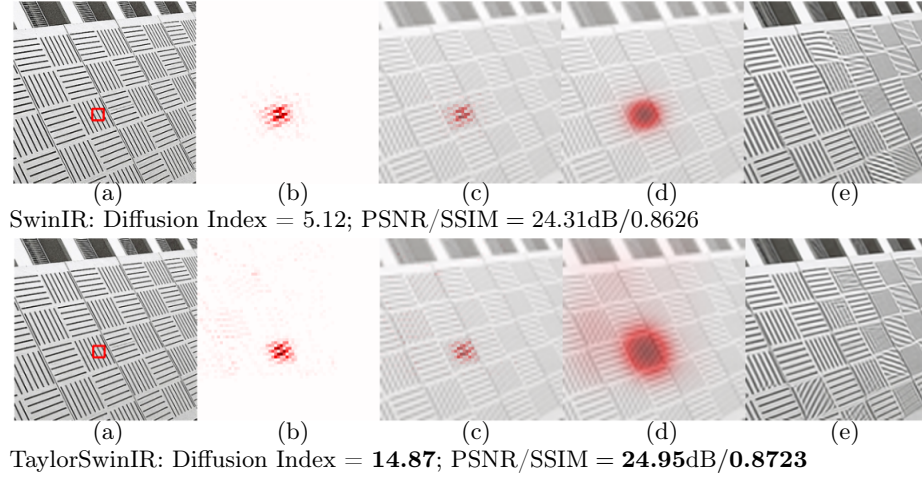 (a) (b) (c) (d) (e)
SwinIR: Diffusion Index = 5.12; PSNR/SSIM = 24.31dB/0.8626
(a) (b) (c) (d) (e)
TaylorSwinIR: Diffusion Index = 14.87; PSNR/SSIM = 24.95dB/0.8723